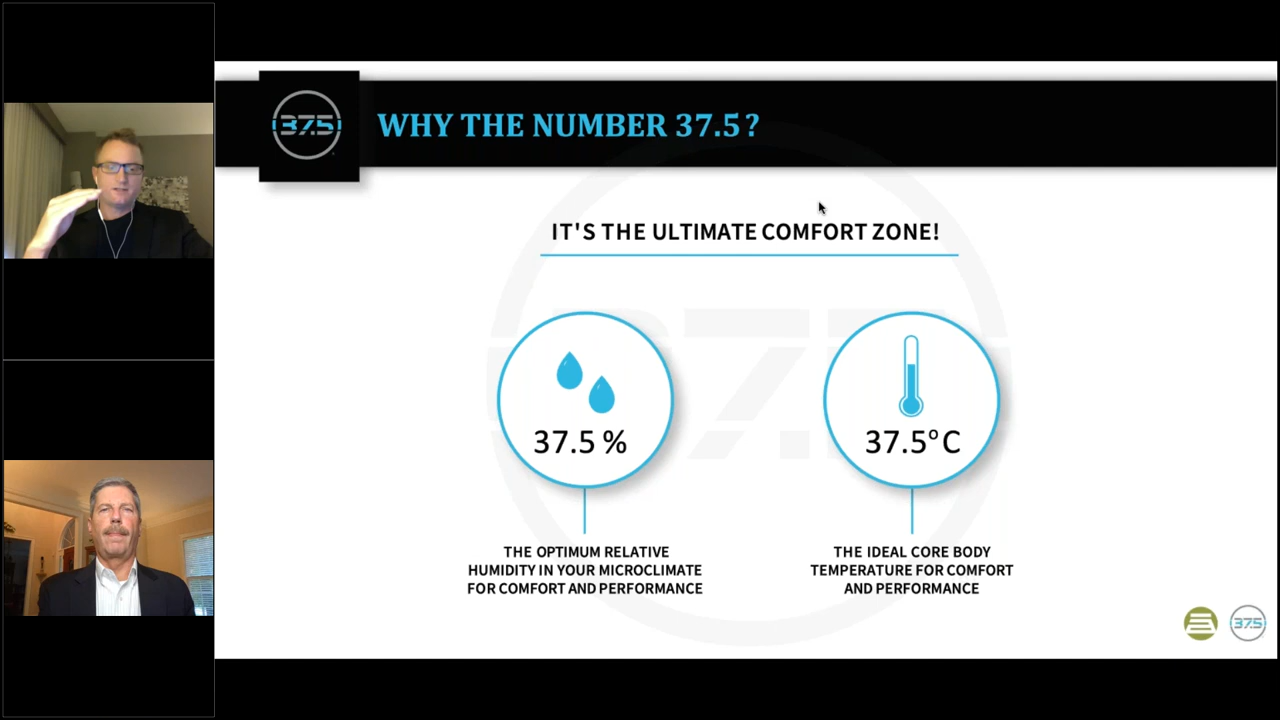 37.5
WHY THE NUMBER 37.5?
IT'S THE ULTIMATE COMFORT ZONE!
37.5 %
37.5°C
THE OPTIMUM RELATIVE
HUMIDITY IN YOUR MICROCLIMATE
FOR COMFORT AND PERFORMANCE
THE IDEAL CORE BODY
TEMPERATURE FOR COMFORT
AND PERFORMANCE
37.5
37.5